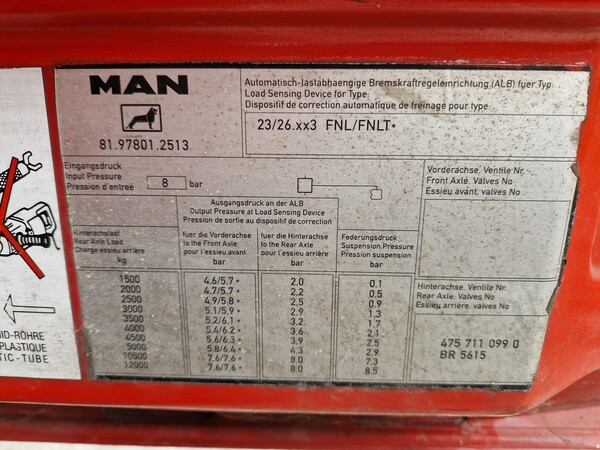 MAN
81.97801.2513
Automatisch-lastabhaengige Bremskraftregeleinrichtung (ALB) fuer Typ
Load Sensing Device for Type
Dispositif de correction automatique de freinage pour type
23/26.xx3 FNL/FNLT*
Eingangsdruck
Input Pressure
Pression d'entreé
8 bar
Vorderachse, Ventile Nr.
Front Axle, Valves No
Essieu avant, valves No
Ausgangsdruck an der ALB
Output Pressure at Load Sensing Device
Pression de sortie au dispositif de correction
Hinterachslast
Rear Axle Load
Charge essieu arrière
kg
fuer die Vorderachse
to the Front Axle
pour l'essieu avant
bar
fuer die Hinterachse
to the Rear Axle
pour l'essieu arrière
bar
Federungsdruck
Suspension Pressure
Pression suspension
bar
1500 4.6/5.7* 2.0 0.1
2000 4.7/5.7* 2.2 0.5
2500 4.9/5.8* 2.5 0.9
3000 5.1/5.9* 2.9 1.3
3500 5.2/6.1* 3.2 1.7
4000 5.4/6.2* 3.6 2.1
4500 5.6/6.3* 3.9 2.5
5000 5.8/6.4* 4.3 2.9
10500 7.6/7.6* 8.0 7.3
12000 7.6/7.6* 8.0 8.5
Hinterachse, Ventile Nr.
Rear Axle, Valves No
Essieu arrière, valves No
475 711 099 0
BR 5615
ID-RÖHRE
PLASTIQUE
TIC-TUBE